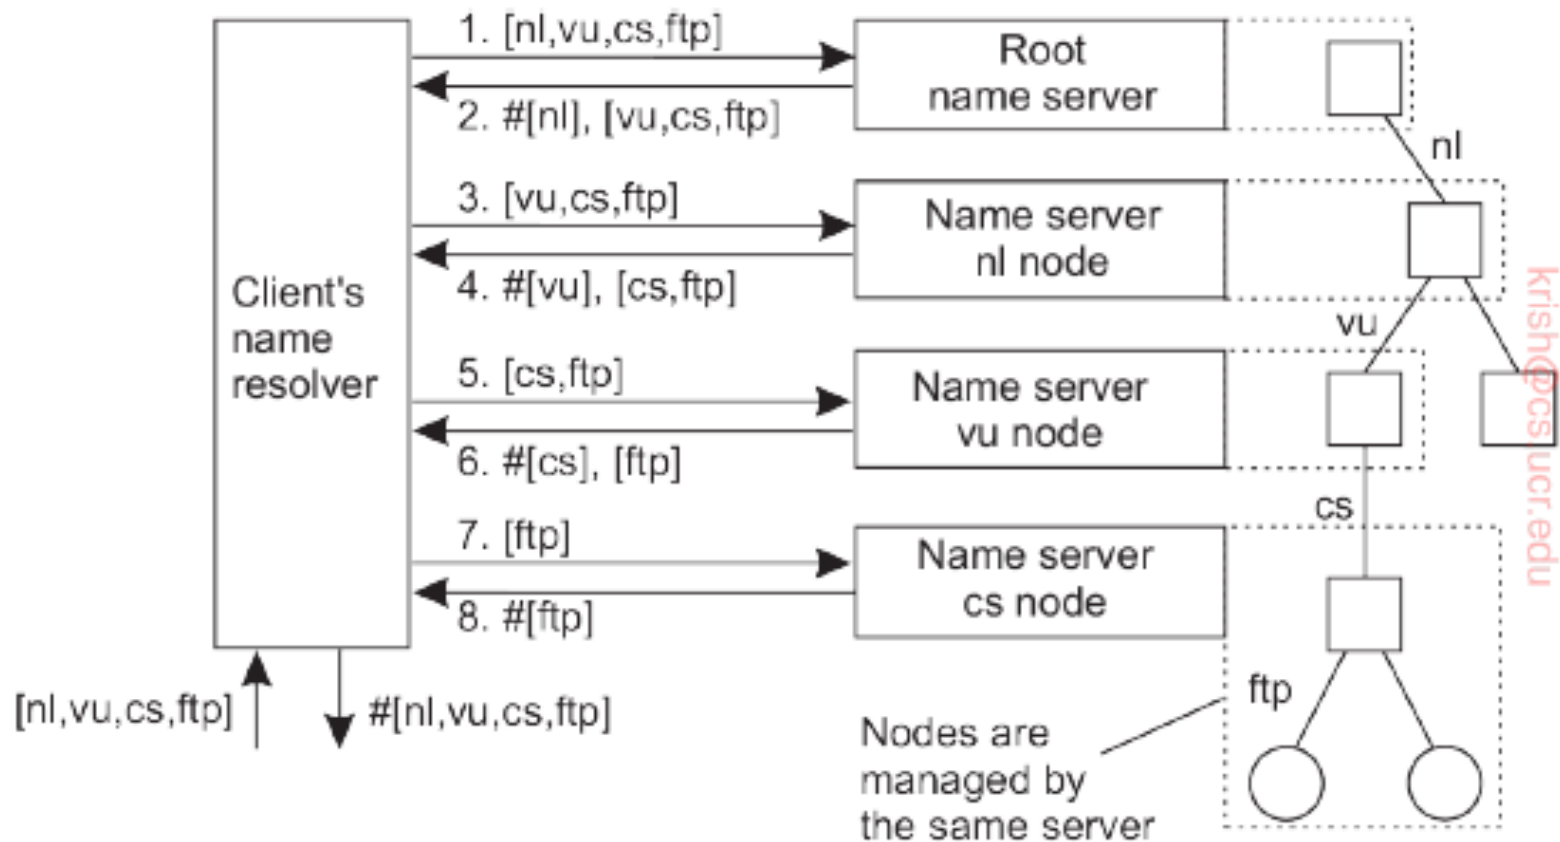 1. [nl,vu,cs,ftp]
2. #[nl], [vu,cs,ftp]
3. [vu,cs,ftp]
4. #[vu], [cs,ftp]
5. [cs,ftp]
6. #[cs], [ftp]
7. [ftp]
8. #[ftp]
Client's
name
resolver
[nl,vu,cs,ftp]
#[nl,vu,cs,ftp]
Root
name server
Name server
nl node
Name server
vu node
Name server
cs node
nl
vu
cs
ftp
Nodes are
managed by
the same server
krish@cs.ucr.edu